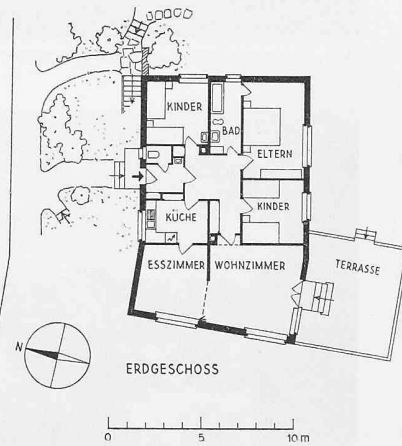 KINDER
BAD
ELTERN
KINDER
KÜCHE
ESSZIMMER
WOHNZIMMER
TERRASSE
N
ERDGESCHOSS
0 5 10 m